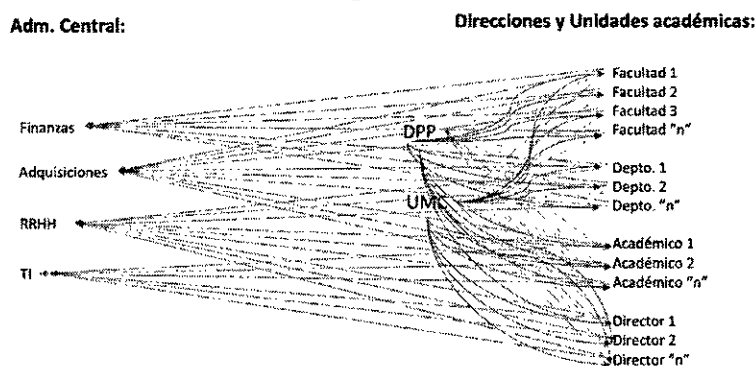 Adm. Central:
Direcciones y Unidades académicas:
Finanzas
Adquisiciones
RRHH
TI
DPP
UMC
Facultad 1
Facultad 2
Facultad 3
Facultad "n"
Depto. 1
Depto. 2
Depto. "n"
Académico 1
Académico 2
Académico "n"
Director 1
Director 2
Director "n"